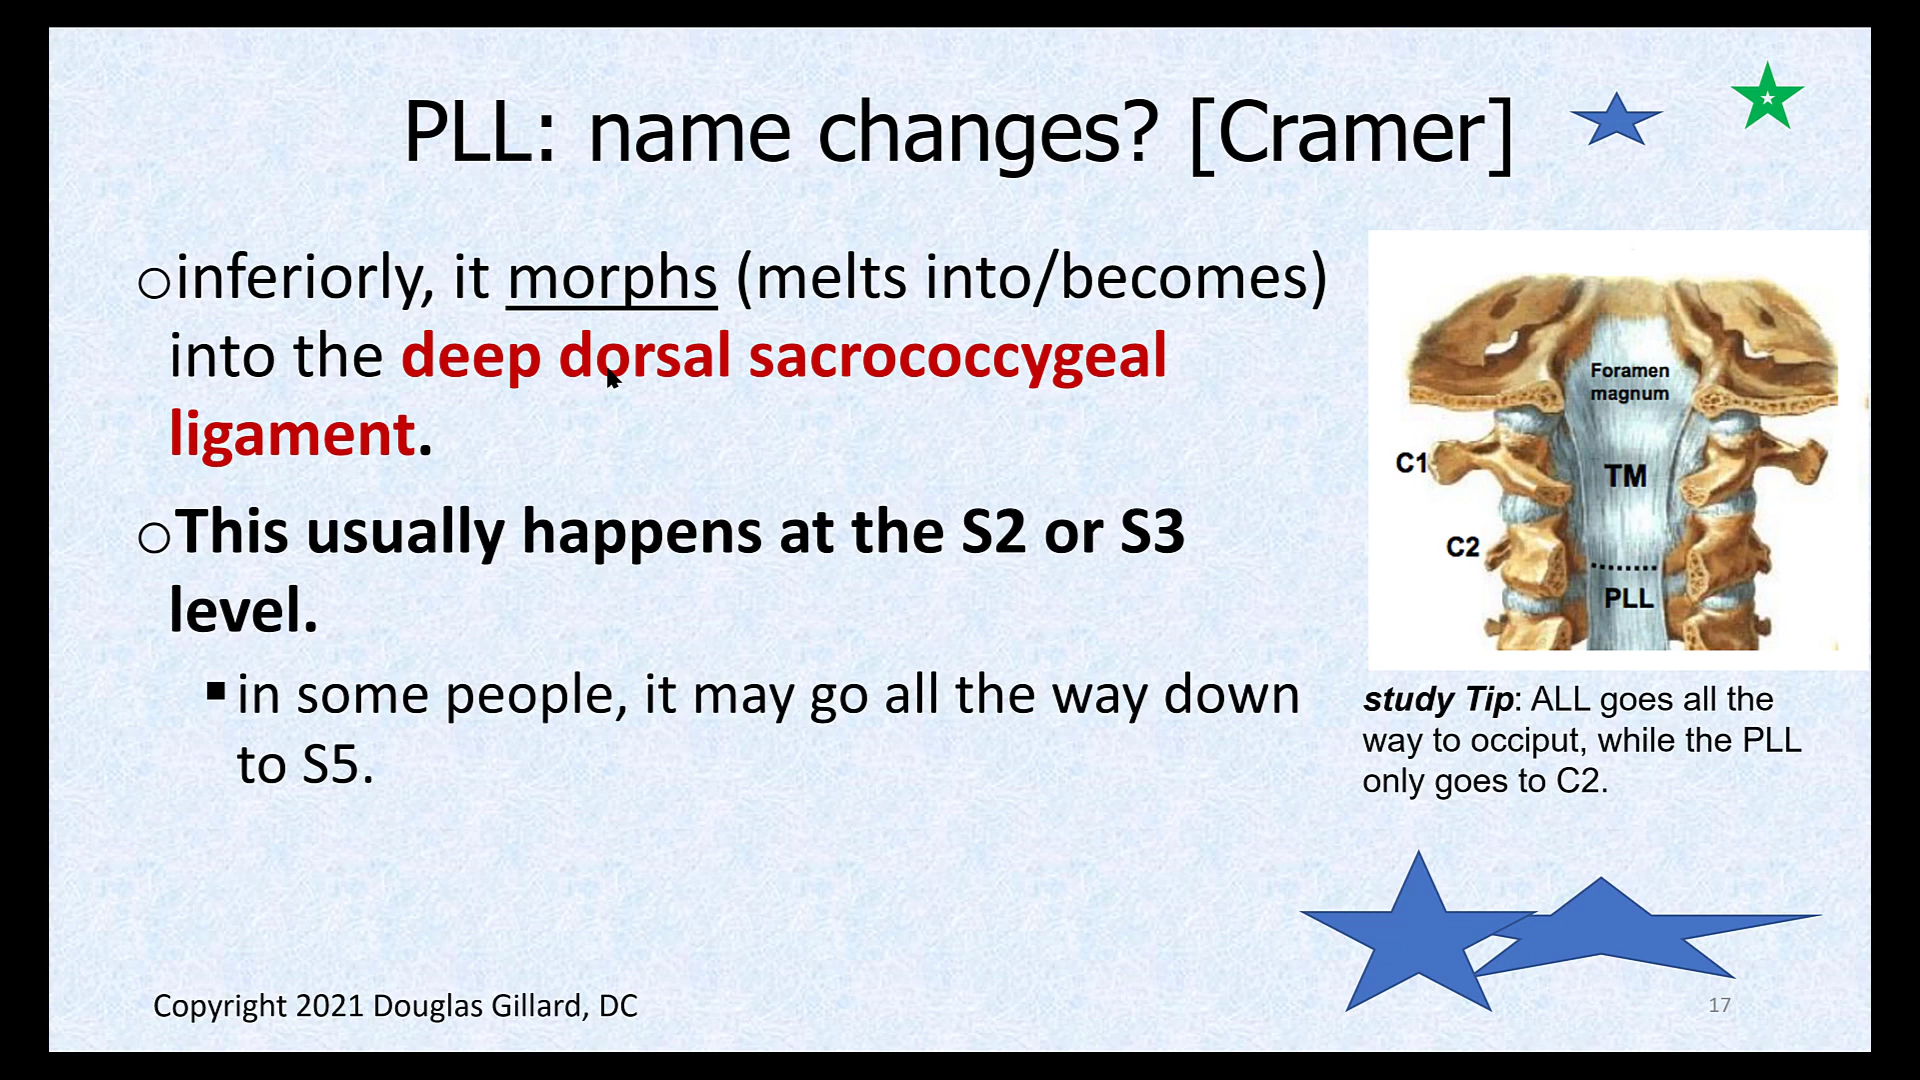 PLL: name changes? [Cramer]
inferiorly, it morphs (melts into/becomes)
into the deep dorsal sacrococcygeal
ligament.
This usually happens at the S2 or S3
level.
in some people, it may go all the way down
to S5.
Foramen
magnum
C1
TM
C2
PLL
study Tip: ALL goes all the
way to occiput, while the PLL
only goes to C2.
Copyright 2021 Douglas Gillard, DC
17